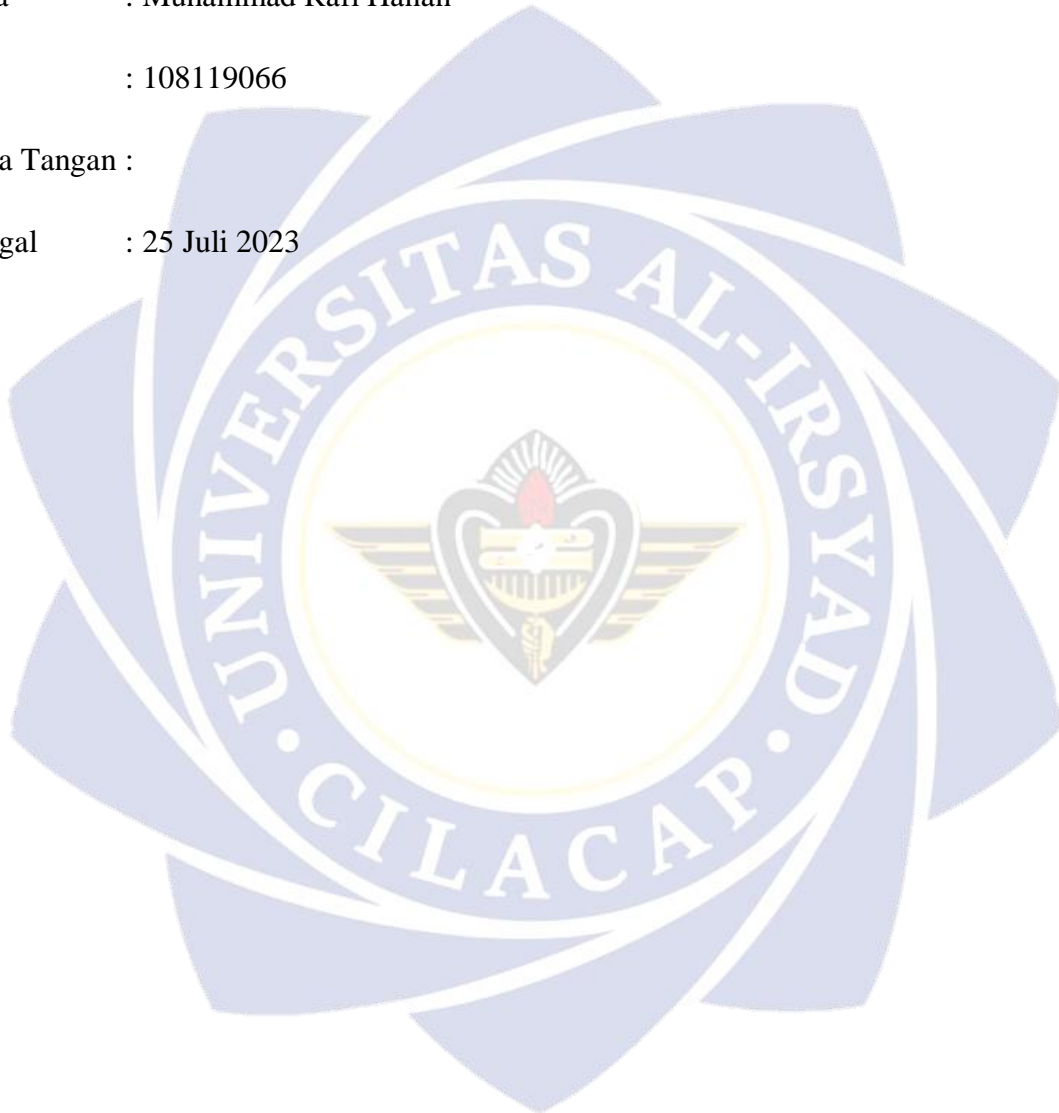 : Muhammad Rafi Hanan
: 108119066
a Tangan :
gal : 25 Juli 2023
UNIVERSITAS AL-IRSYAD
CILACAP